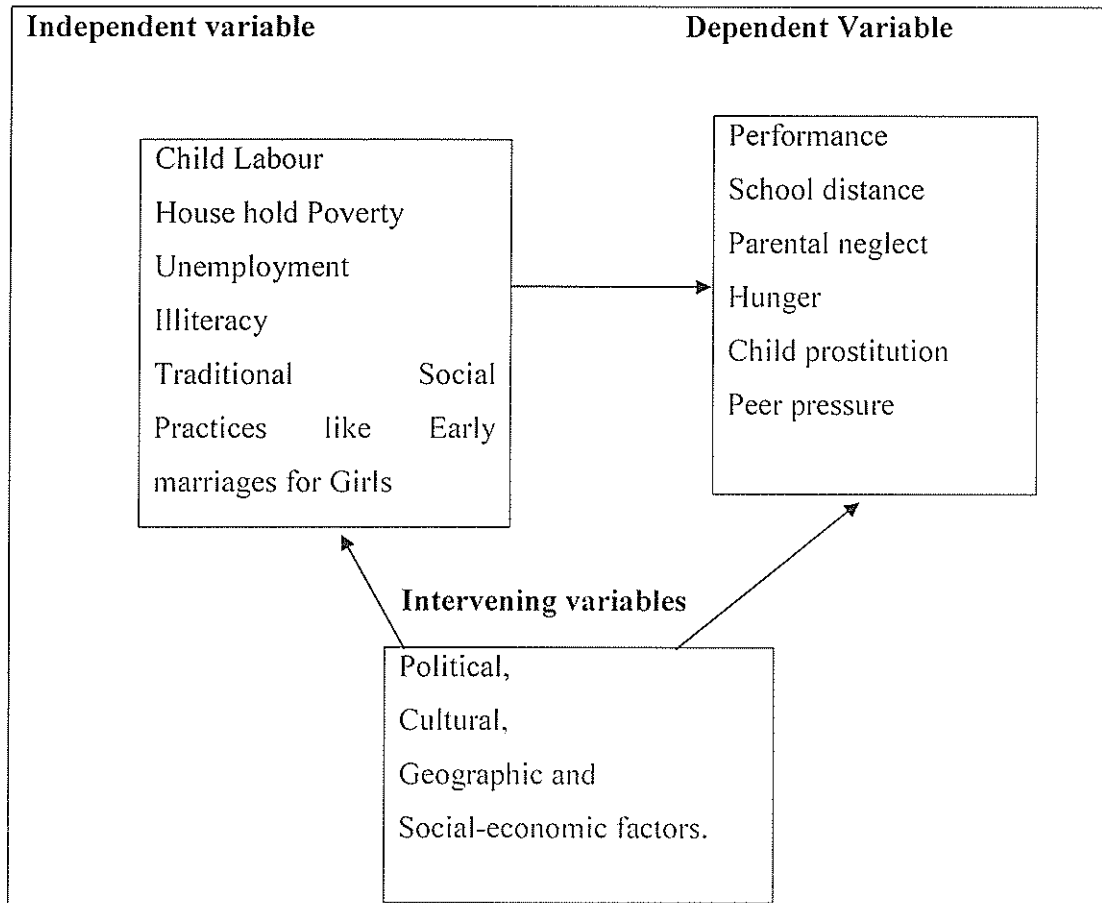 Independent variable
Dependent Variable
Child Labour
House hold Poverty
Unemployment
Illiteracy
Traditional Social
Practices like Early
marriages for Girls
Performance
School distance
Parental neglect
Hunger
Child prostitution
Peer pressure
Intervening variables
Political,
Cultural,
Geographic and
Social-economic factors.